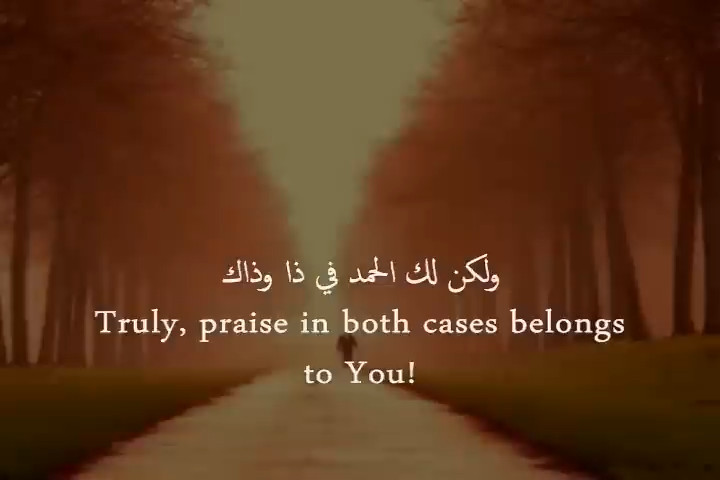 ولكن لك الحمد في ذا وذاك
Truly, praise in both cases belongs
to You!